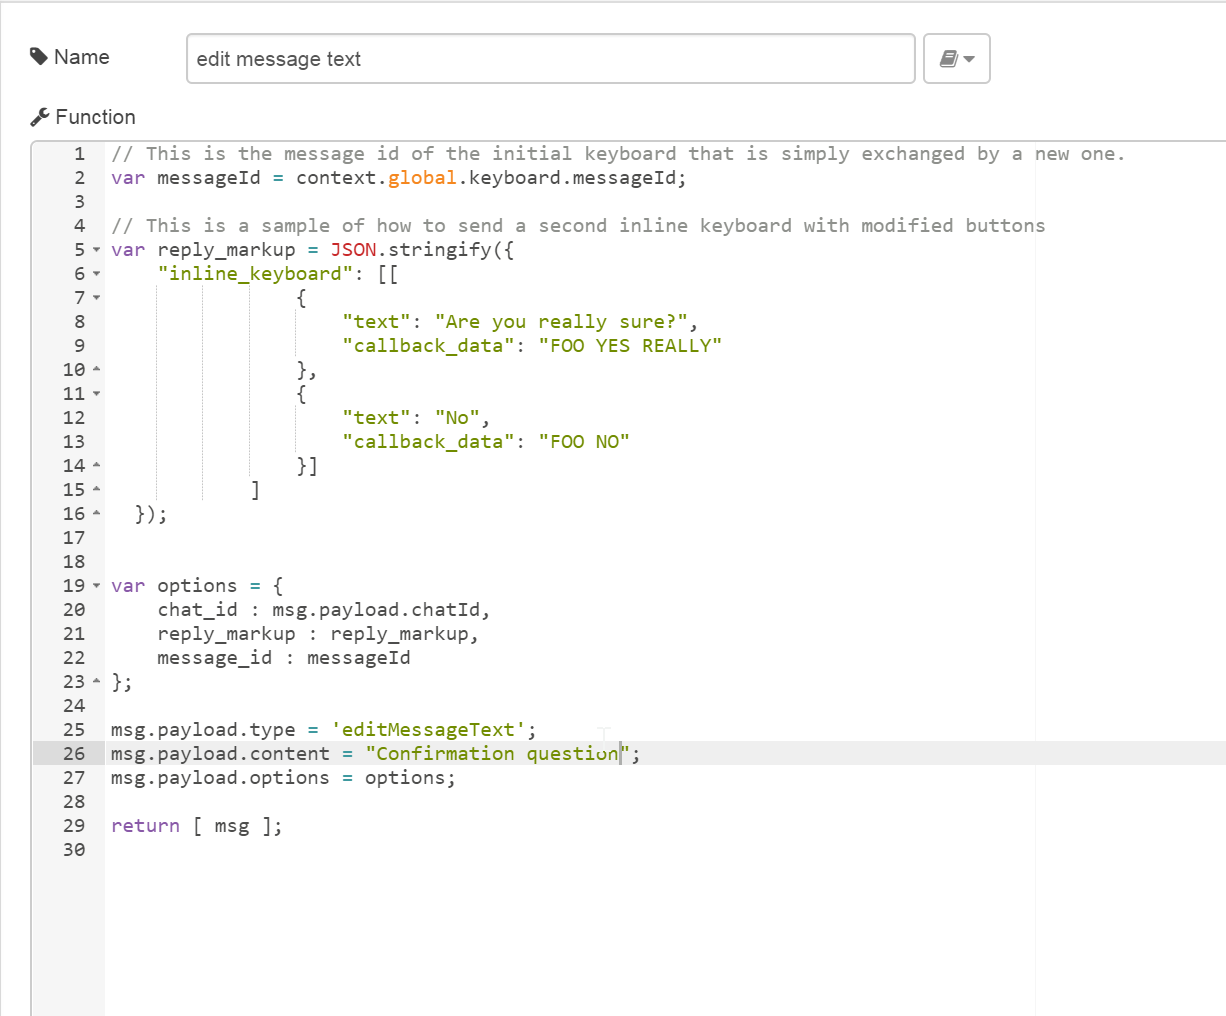 Name
edit message text
Function
1 // This is the message id of the initial keyboard that is simply exchanged by a new one.
2 var messageId = context.global.keyboard.messageId;
3
4 // This is a sample of how to send a second inline keyboard with modified buttons
5 var reply_markup = JSON.stringify({
6     "inline_keyboard": [[
7                 {
8                     "text": "Are you really sure?",
9                     "callback_data": "FOO YES REALLY"
10                 },
11                 {
12                     "text": "No",
13                     "callback_data": "FOO NO"
14                 }]
15             ]
16   });
17
18
19 var options = {
20     chat_id : msg.payload.chatId,
21     reply_markup : reply_markup,
22     message_id : messageId
23 };
24
25 msg.payload.type = 'editMessageText';
26 msg.payload.content = "Confirmation question";
27 msg.payload.options = options;
28
29 return [ msg ];
30